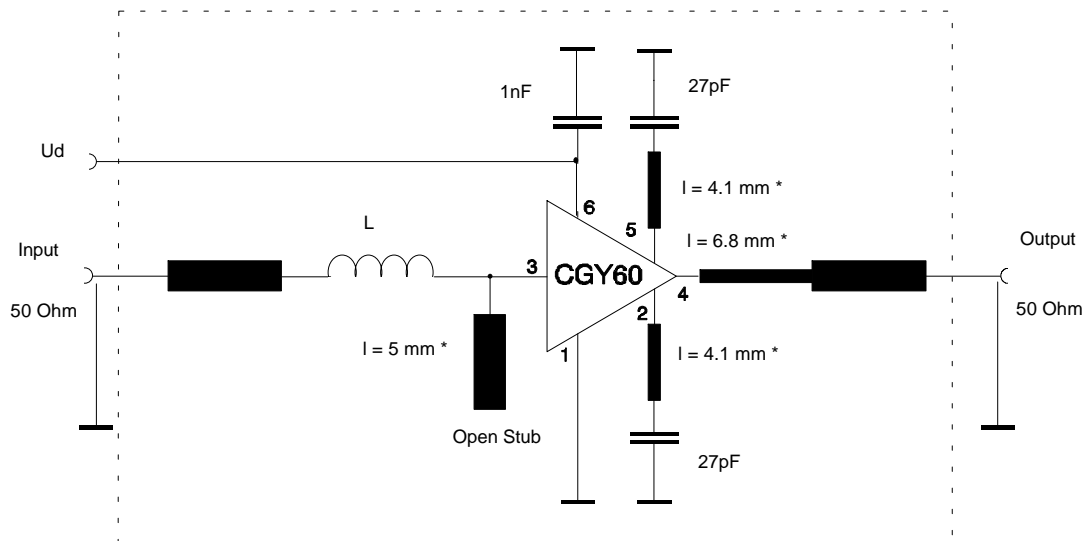 1nF
27pF
Ud
l = 4.1 mm *
6
L
5
l = 6.8 mm *
Input
Output
3
CGY60
4
50 Ohm
50 Ohm
2
l = 5 mm *
1
l = 4.1 mm *
Open Stub
27pF